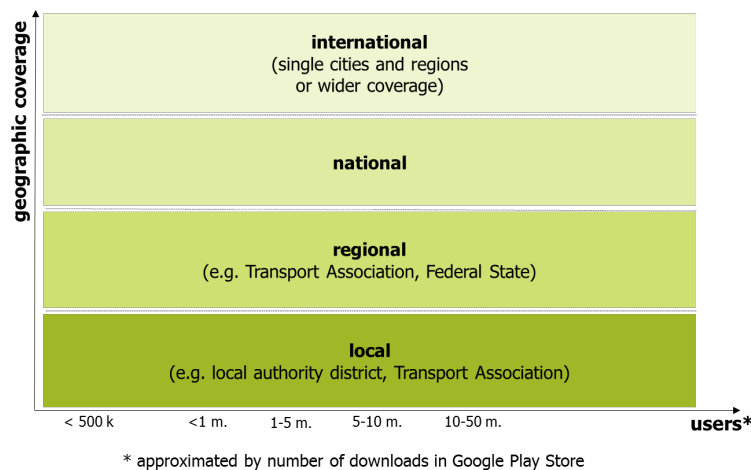 geographic coverage
international
(single cities and regions
or wider coverage)
national
regional
(e.g. Transport Association, Federal State)
local
(e.g. local authority district, Transport Association)
< 500 k <1 m. 1-5 m. 5-10 m. 10-50 m. users*
* approximated by number of downloads in Google Play Store